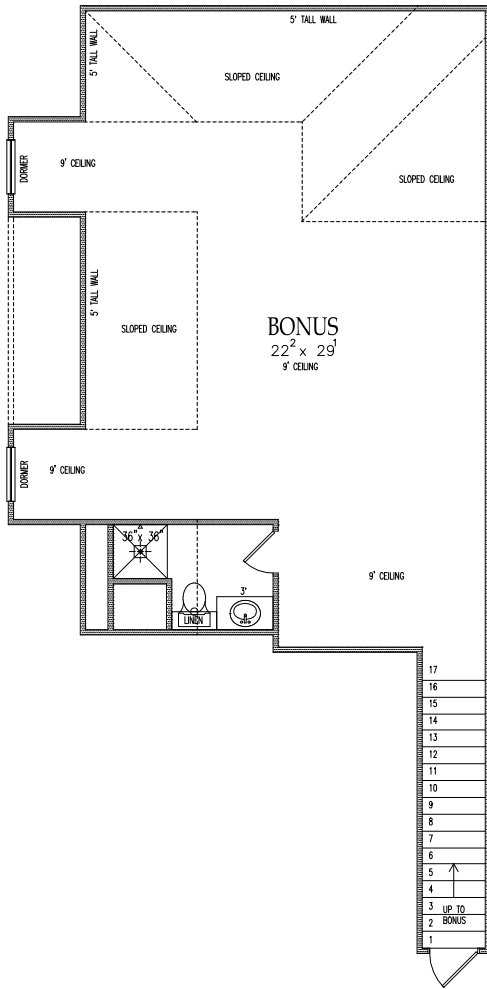 5' TALL WALL
5' TALL WALL
SLOPED CEILING
DORMER
9' CEILING
SLOPED CEILING
5' TALL WALL
SLOPED CEILING
BONUS
22² x 29¹
9' CEILING
DORMER
9' CEILING
36" x 36"
3'
LINEN
9' CEILING
17
16
15
14
13
12
11
10
9
8
7
6
5
4
3
UP TO
BONUS
2
1